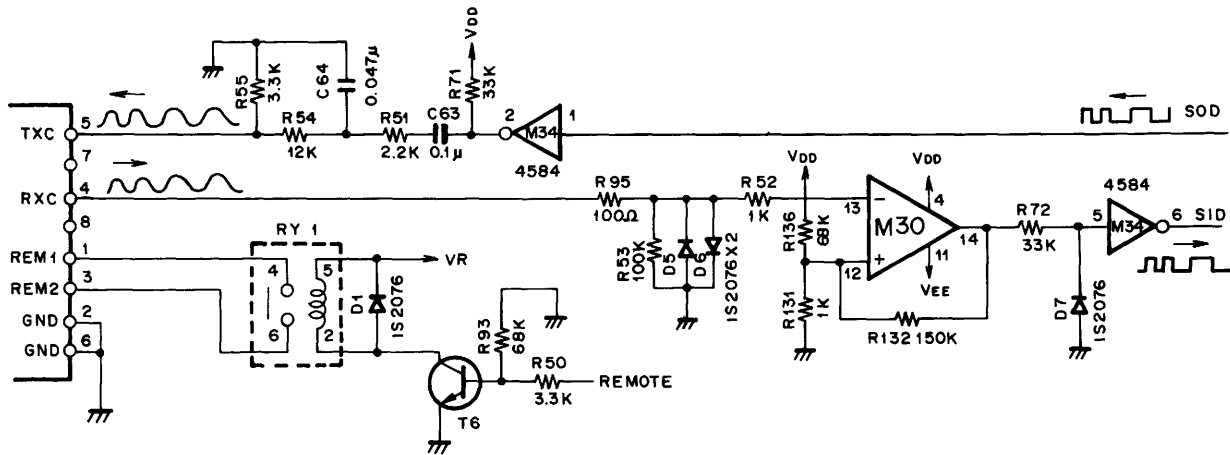 VDD
R55
3.3K
C64
0.047μ
R71
33K
TXC
5
R54
12K
R51
2.2K
C63
0.1μ
2
M34
1
4584
SOD
7
RXC
4
R95
100Ω
R53
100K
D5
D6
1S2076X2
R52
1K
VDD
R136
68K
R131
1K
13
12
−
+
M30
VDD
4
11
VEE
14
R132 150K
R72
33K
D7
1S2076
4584
5
M34
6
SID
8
REM1
1
REM2
3
GND
2
GND
6
RY 1
4
6
5
2
D1
1S2076
VR
R93
68K
R50
3.3K
REMOTE
T6